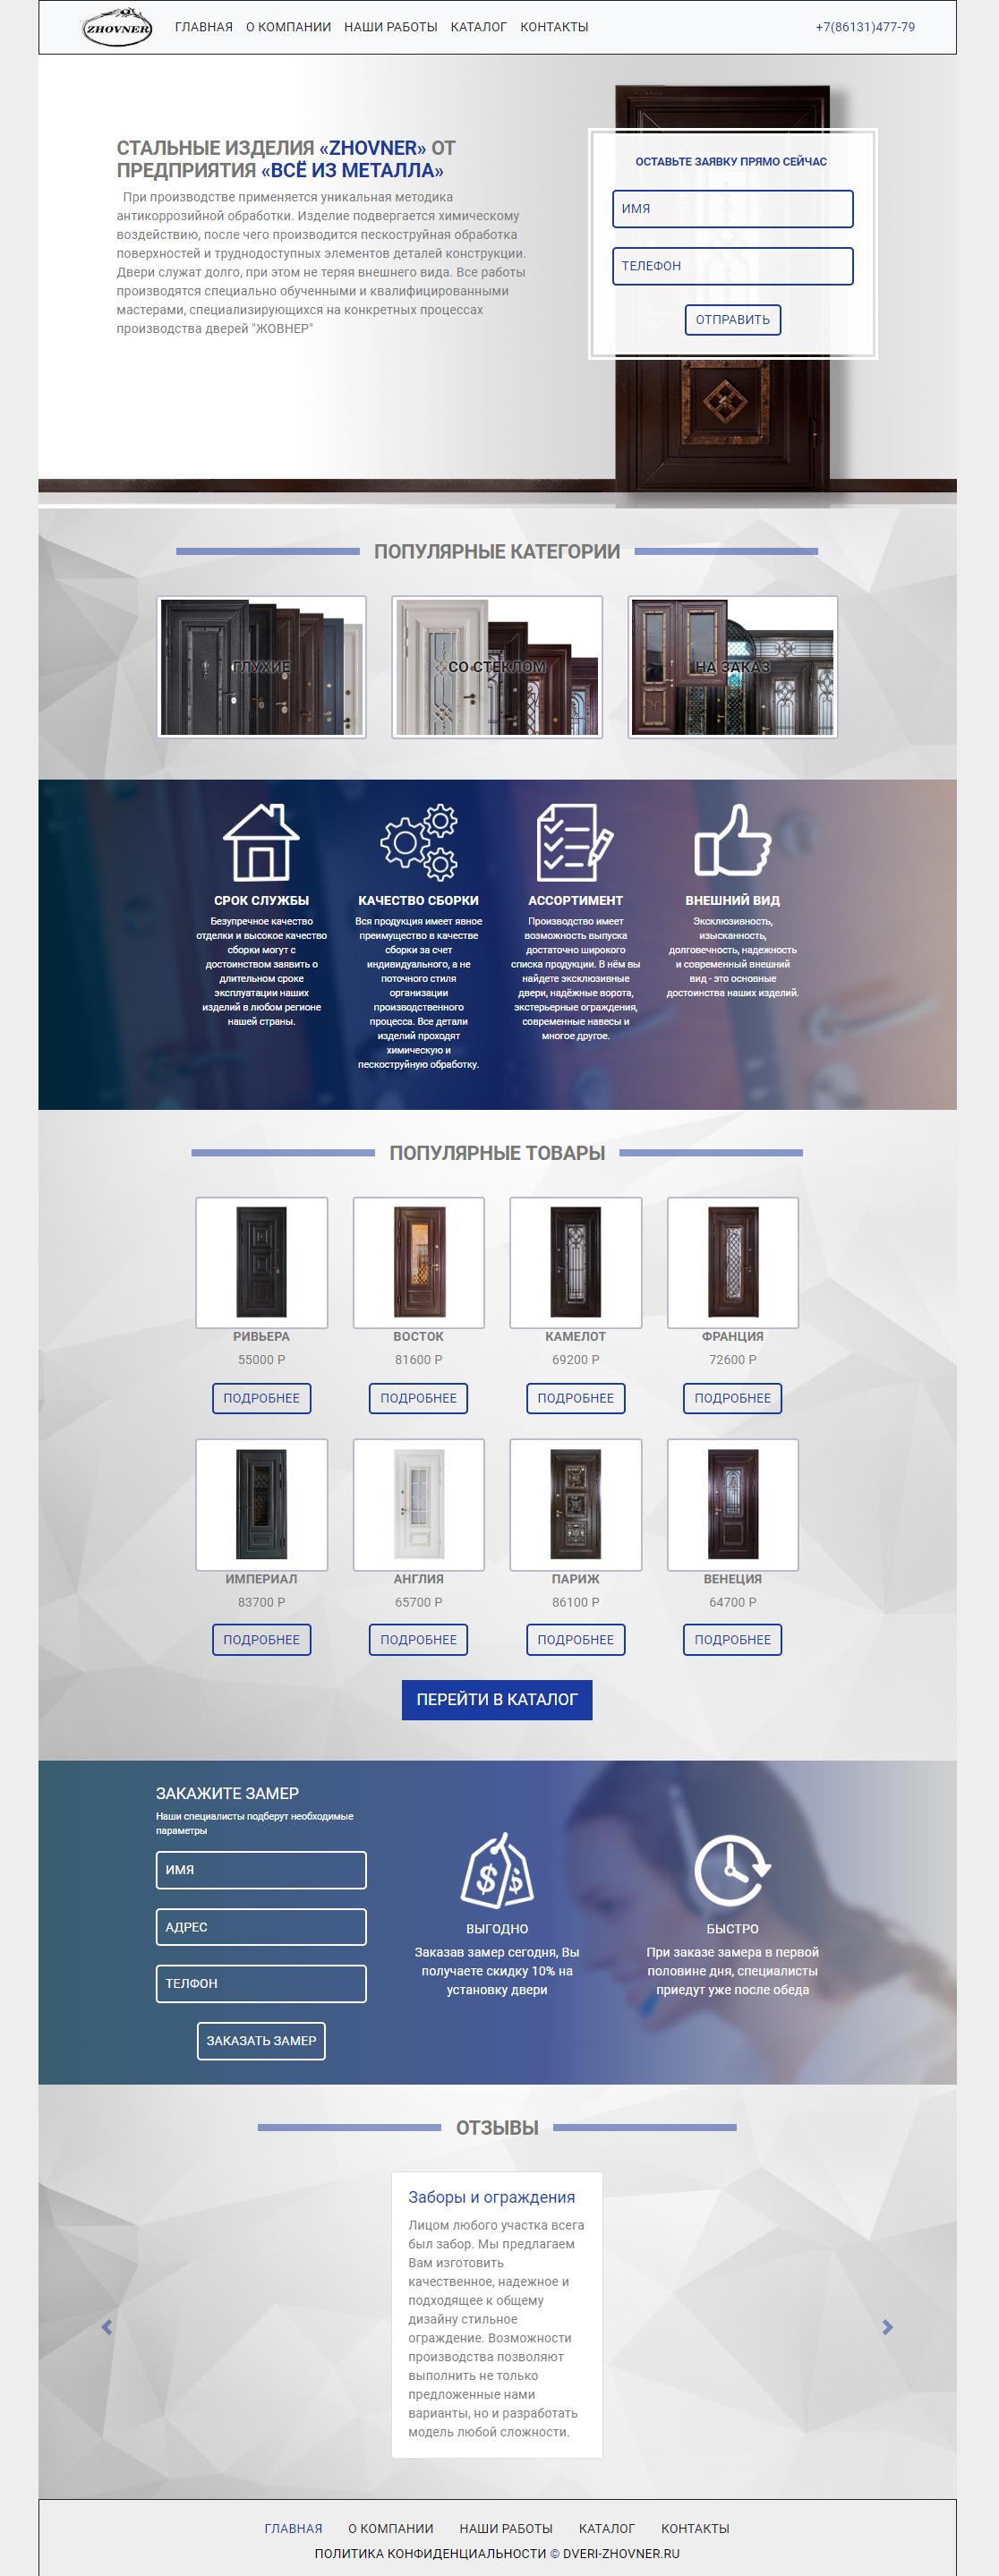 ZHOVNER
ГЛАВНАЯ О КОМПАНИИ НАШИ РАБОТЫ КАТАЛОГ КОНТАКТЫ
+7(86131)477-79
СТАЛЬНЫЕ ИЗДЕЛИЯ «ZHOVNER» ОТ
ПРЕДПРИЯТИЯ «ВСЁ ИЗ МЕТАЛЛА»
При производстве применяется уникальная методика
антикоррозийной обработки. Изделие подвергается химическому
воздействию, после чего производится пескоструйная обработка
поверхностей и труднодоступных элементов деталей конструкции.
Двери служат долго, при этом не теряя внешнего вида. Все работы
производятся специально обученными и квалифицированными
мастерами, специализирующихся на конкретных процессах
производства дверей "ЖОВНЕР"
ОСТАВЬТЕ ЗАЯВКУ ПРЯМО СЕЙЧАС
ИМЯ
ТЕЛЕФОН
ОТПРАВИТЬ
ПОПУЛЯРНЫЕ КАТЕГОРИИ
ГЛУХИЕ
СО СТЕКЛОМ
НА ЗАКАЗ
СРОК СЛУЖБЫ
Безупречное качество
отделки и высокое качество
сборки могут с
достоинством заявить о
длительном сроке
эксплуатации наших
изделий в любом регионе
нашей страны.
КАЧЕСТВО СБОРКИ
Вся продукция имеет явное
преимущество в качестве
сборки за счет
индивидуального, а не
поточного стиля
организации
производственного
процесса. Все детали
изделий проходят
химическую и
пескоструйную обработку.
АССОРТИМЕНТ
Производство имеет
возможность выпуска
достаточно широкого
списка продукции. В нём вы
найдете эксклюзивные
двери, надёжные ворота,
экстерьерные ограждения,
современные навесы и
многое другое.
ВНЕШНИЙ ВИД
Эксклюзивность,
изысканность,
долговечность, надежность
и современный внешний
вид - это основные
достоинства наших изделий.
ПОПУЛЯРНЫЕ ТОВАРЫ
РИВЬЕРА ВОСТОК КАМЕЛОТ ФРАНЦИЯ
55000 Р 81600 Р 69200 Р 72600 Р
ПОДРОБНЕЕ ПОДРОБНЕЕ ПОДРОБНЕЕ ПОДРОБНЕЕ
ИМПЕРИАЛ АНГЛИЯ ПАРИЖ ВЕНЕЦИЯ
83700 Р 65700 Р 86100 Р 64700 Р
ПОДРОБНЕЕ ПОДРОБНЕЕ ПОДРОБНЕЕ ПОДРОБНЕЕ
ПЕРЕЙТИ В КАТАЛОГ
ЗАКАЖИТЕ ЗАМЕР
Наши специалисты подберут необходимые
параметры
ИМЯ
АДРЕС
ТЕЛФОН
ЗАКАЗАТЬ ЗАМЕР
ВЫГОДНО
Заказав замер сегодня, Вы
получаете скидку 10% на
установку двери
БЫСТРО
При заказе замера в первой
половине дня, специалисты
приедут уже после обеда
ОТЗЫВЫ
Заборы и ограждения
Лицом любого участка всега
был забор. Мы предлагаем
Вам изготовить
качественное, надежное и
подходящее к общему
дизайну стильное
ограждение. Возможности
производства позволяют
выполнить не только
предложенные нами
варианты, но и разработать
модель любой сложности.
ГЛАВНАЯ О КОМПАНИИ НАШИ РАБОТЫ КАТАЛОГ КОНТАКТЫ
ПОЛИТИКА КОНФИДЕНЦИАЛЬНОСТИ © DVERI-ZHOVNER.RU